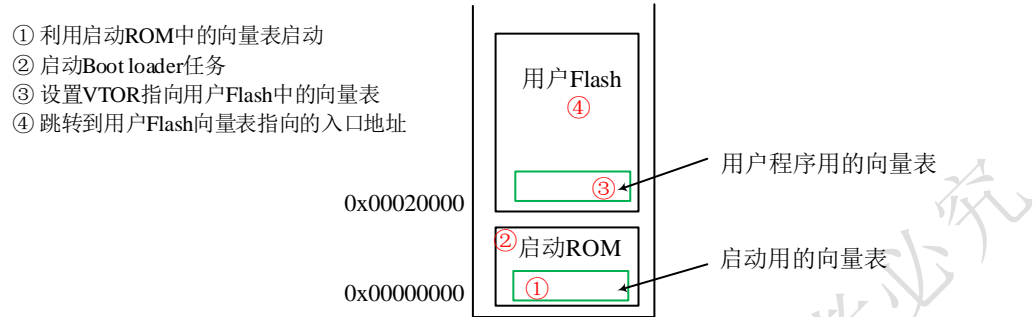 ① 利用启动ROM中的向量表启动
② 启动Boot loader任务
③ 设置VTOR指向用户Flash中的向量表
④ 跳转到用户Flash向量表指向的入口地址
用户Flash
④
用户程序用的向量表
③
0x00020000
②启动ROM
启动用的向量表
①
0x00000000
必究